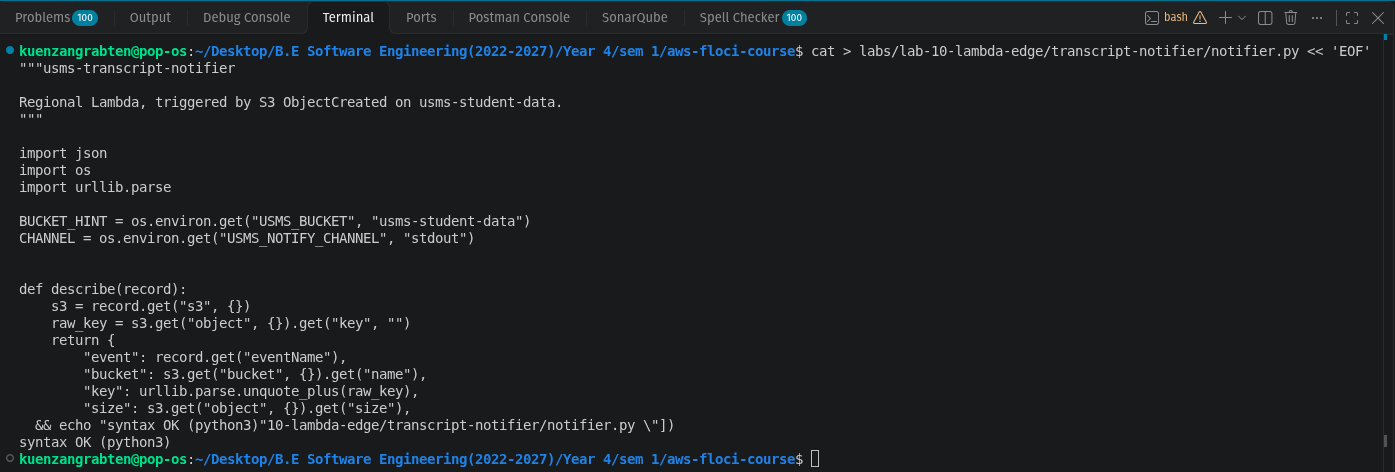 Problems 100 Output Debug Console Terminal Ports Postman Console SonarQube Spell Checker 100 bash
kuenzangrabten@pop-os:~/Desktop/B.E Software Engineering(2022-2027)/Year 4/sem 1/aws-floci-course$ cat > labs/lab-10-lambda-edge/transcript-notifier/notifier.py << 'EOF'
"""usms-transcript-notifier

Regional Lambda, triggered by S3 ObjectCreated on usms-student-data.
"""

import json
import os
import urllib.parse

BUCKET_HINT = os.environ.get("USMS_BUCKET", "usms-student-data")
CHANNEL = os.environ.get("USMS_NOTIFY_CHANNEL", "stdout")


def describe(record):
    s3 = record.get("s3", {})
    raw_key = s3.get("object", {}).get("key", "")
    return {
        "event": record.get("eventName"),
        "bucket": s3.get("bucket", {}).get("name"),
        "key": urllib.parse.unquote_plus(raw_key),
        "size": s3.get("object", {}).get("size"),
  && echo "syntax OK (python3)"10-lambda-edge/transcript-notifier/notifier.py \"])
syntax OK (python3)
kuenzangrabten@pop-os:~/Desktop/B.E Software Engineering(2022-2027)/Year 4/sem 1/aws-floci-course$